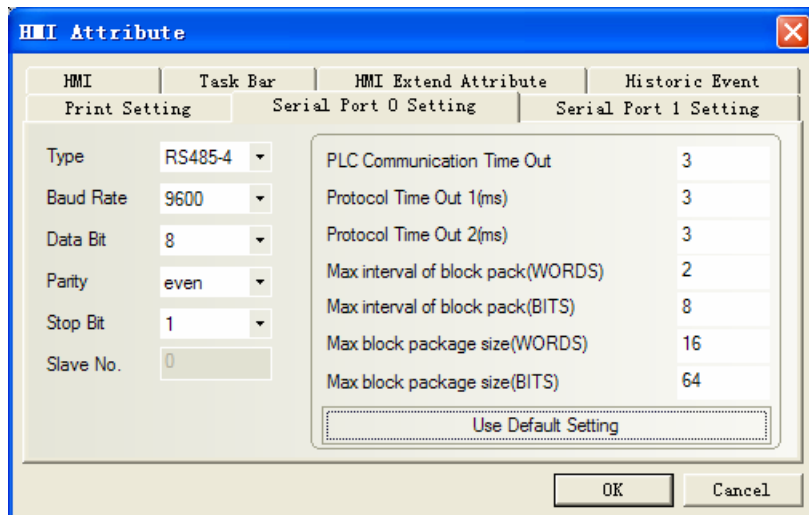 HMI Attribute
HMI Task Bar HMI Extend Attribute Historic Event
Print Setting Serial Port 0 Setting Serial Port 1 Setting
Type RS485-4
Baud Rate 9600
Data Bit 8
Parity even
Stop Bit 1
Slave No. 0
PLC Communication Time Out 3
Protocol Time Out 1(ms) 3
Protocol Time Out 2(ms) 3
Max interval of block pack(WORDS) 2
Max interval of block pack(BITS) 8
Max block package size(WORDS) 16
Max block package size(BITS) 64
Use Default Setting
OK Cancel